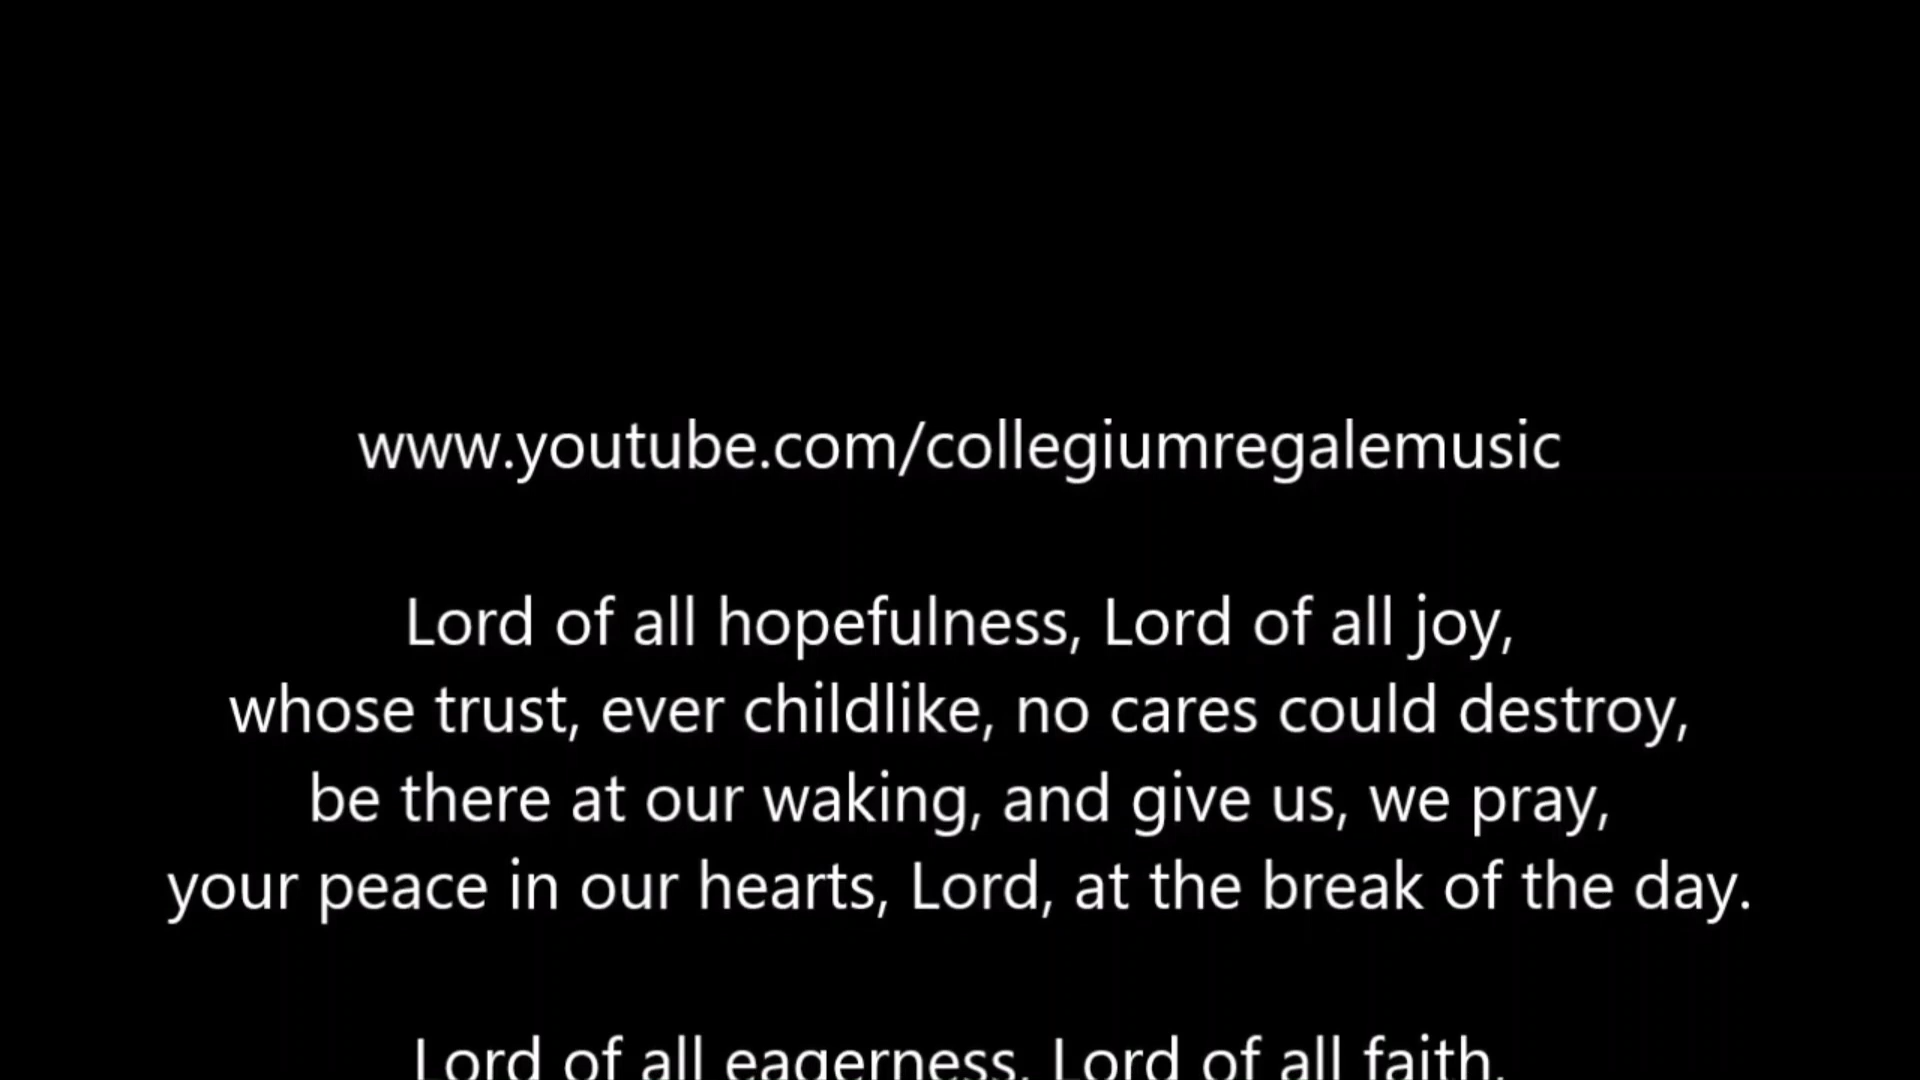 www.youtube.com/collegiumregalemusic
Lord of all hopefulness, Lord of all joy,
whose trust, ever childlike, no cares could destroy,
be there at our waking, and give us, we pray,
your peace in our hearts, Lord, at the break of the day.
Lord of all eagerness, Lord of all faith,